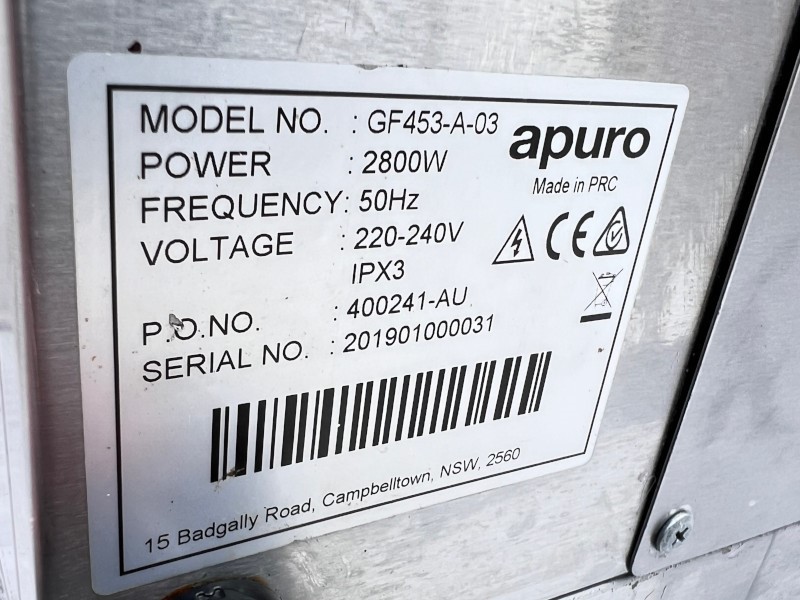 MODEL NO. : GF453-A-03
apuro
POWER : 2800W
Made in PRC
FREQUENCY: 50Hz
VOLTAGE : 220-240V
CE
IPX3
P.O.NO. : 400241-AU
SERIAL NO. : 201901000031
15 Badgally Road, Campbelltown, NSW, 2560